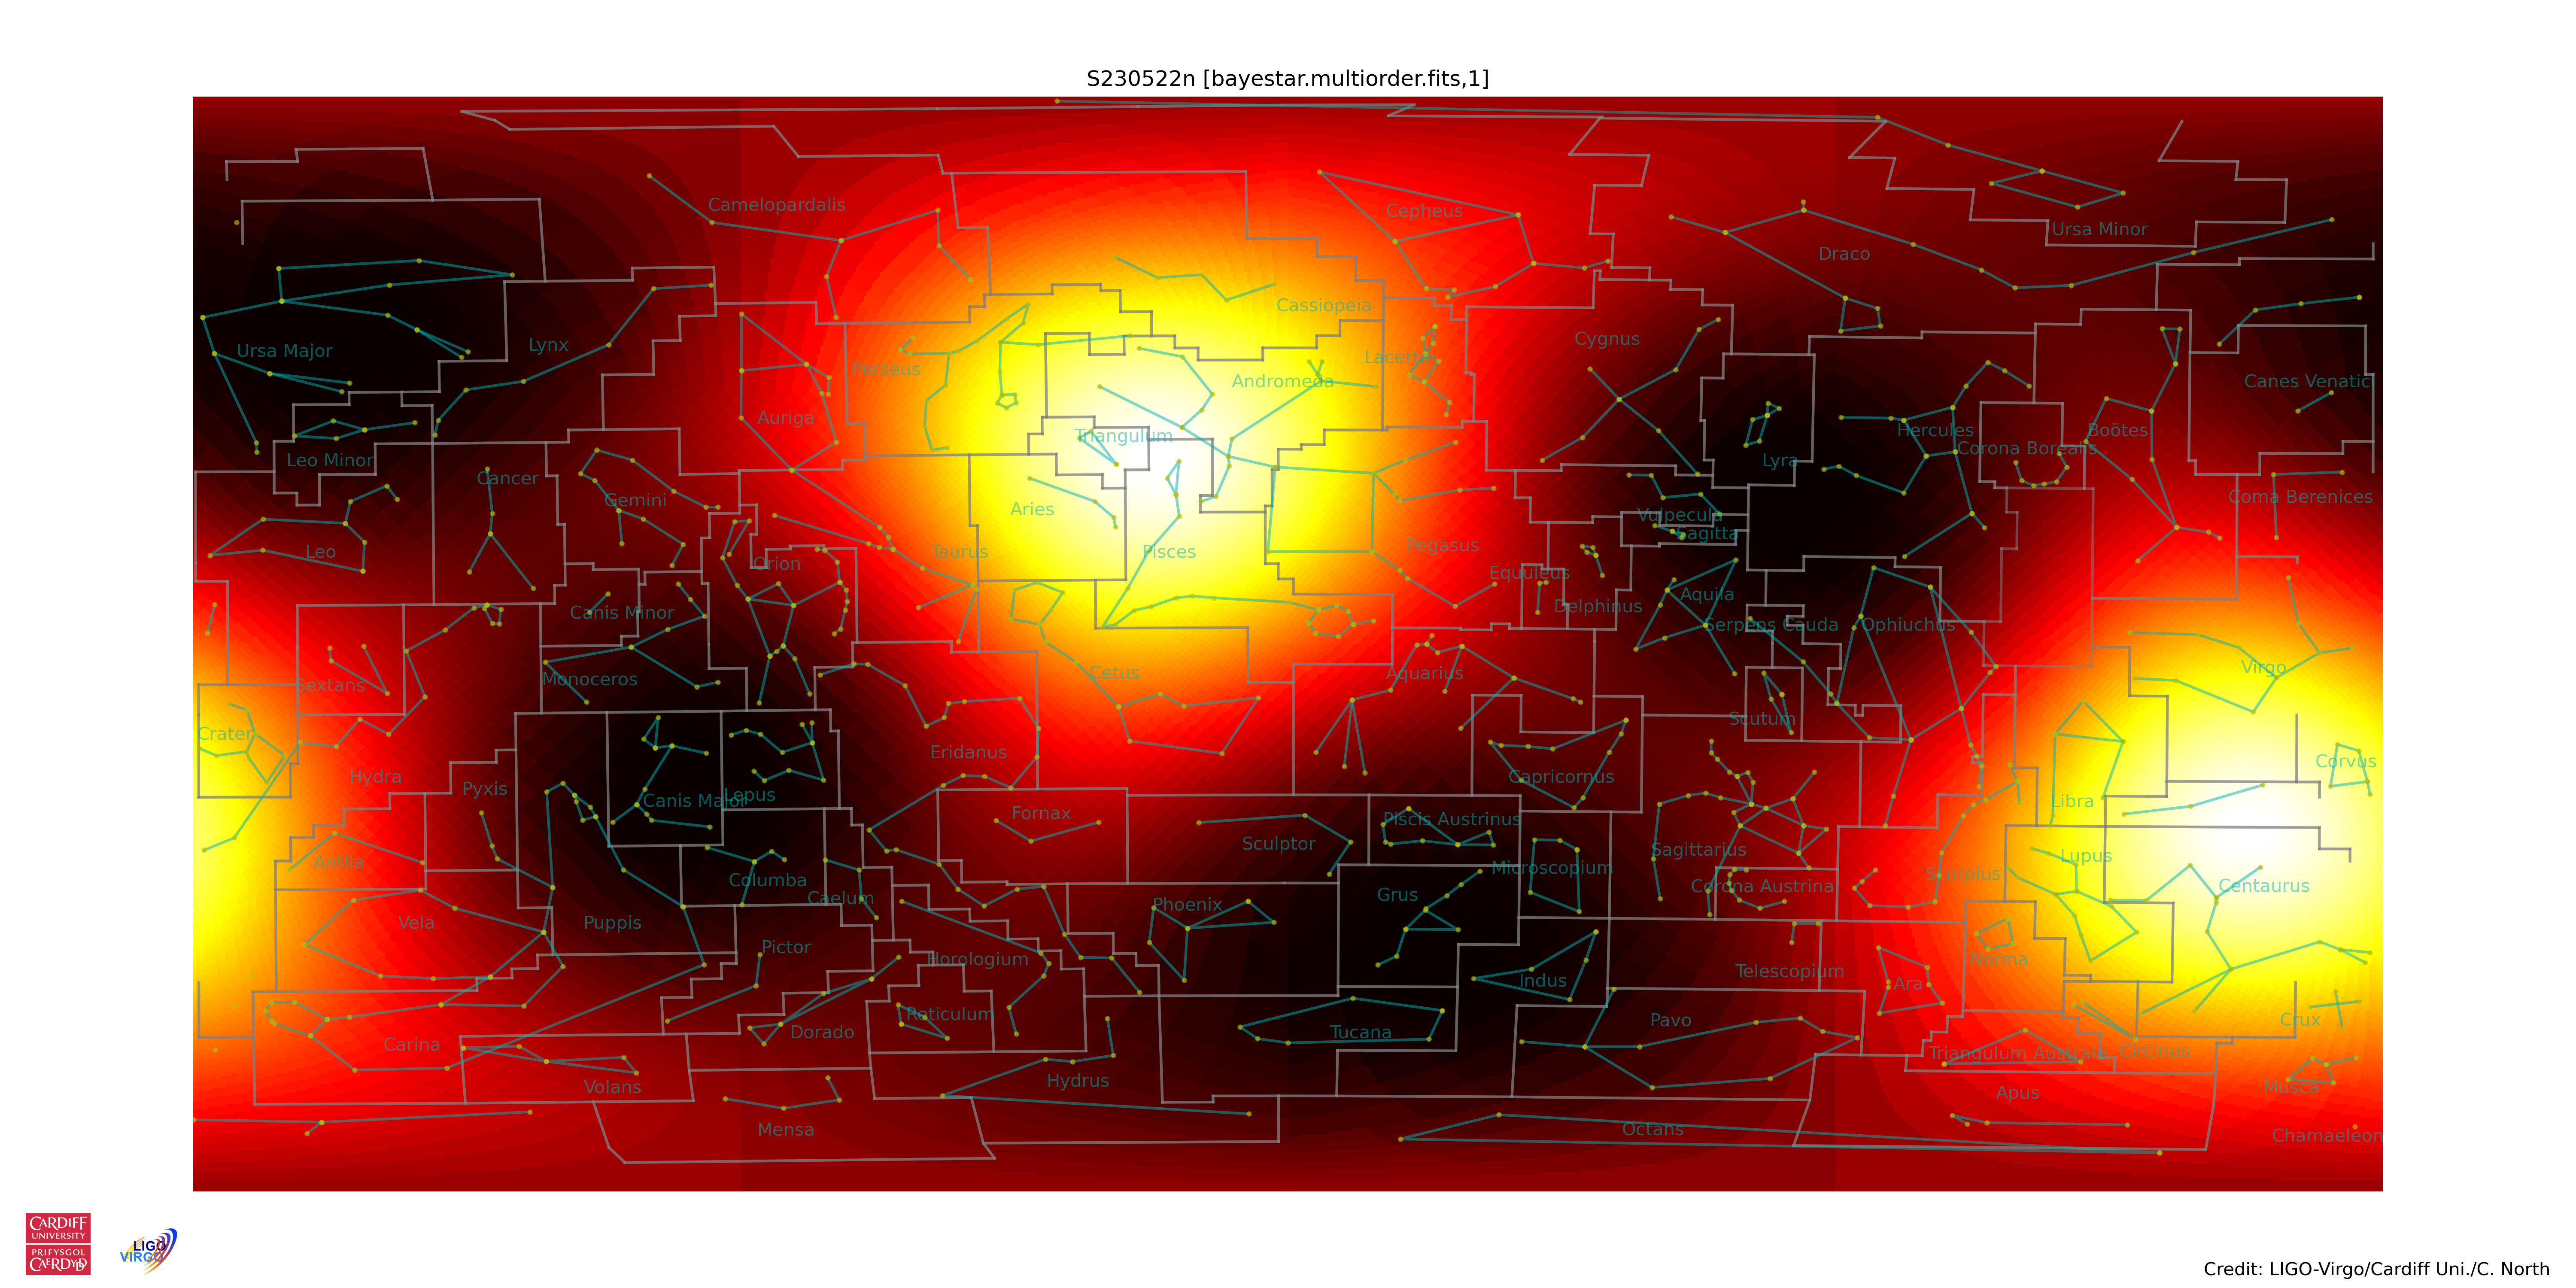 S230522n [bayestar.multiorder.fits,1]
Camelopardalis
Cepheus
Ursa Minor
Draco
Cassiopeia
Cygnus
Ursa Major
Lynx
Lacerta
Perseus
Andromeda
Canes Venatici
Auriga
Triangulum
Hercules
Boötes
Corona Borealis
Leo Minor
Lyra
Cancer
Gemini
Coma Berenices
Aries
Vulpecula
Sagitta
Leo
Orion
Taurus
Pisces
Pegasus
Equuleus
Canis Minor
Delphinus
Aquila
Serpens Cauda
Ophiuchus
Sextans
Monoceros
Cetus
Aquarius
Virgo
Crater
Scutum
Hydra
Eridanus
Capricornus
Corvus
Pyxis
Canis Major
Lepus
Fornax
Piscis Austrinus
Libra
Antlia
Sculptor
Microscopium
Sagittarius
Lupus
Columba
Caelum
Grus
Corona Austrina
Scorpius
Centaurus
Vela
Puppis
Phoenix
Pictor
Horologium
Indus
Telescopium
Norma
Ara
Reticulum
Carina
Dorado
Tucana
Pavo
Crux
Triangulum Australe
Circinus
Volans
Hydrus
Apus
Musca
Mensa
Octans
Chamaeleon
CARDIFF
UNIVERSITY
PRIFYSGOL
CAERDYDD
LIGO
VIRGO
Credit: LIGO-Virgo/Cardiff Uni./C. North